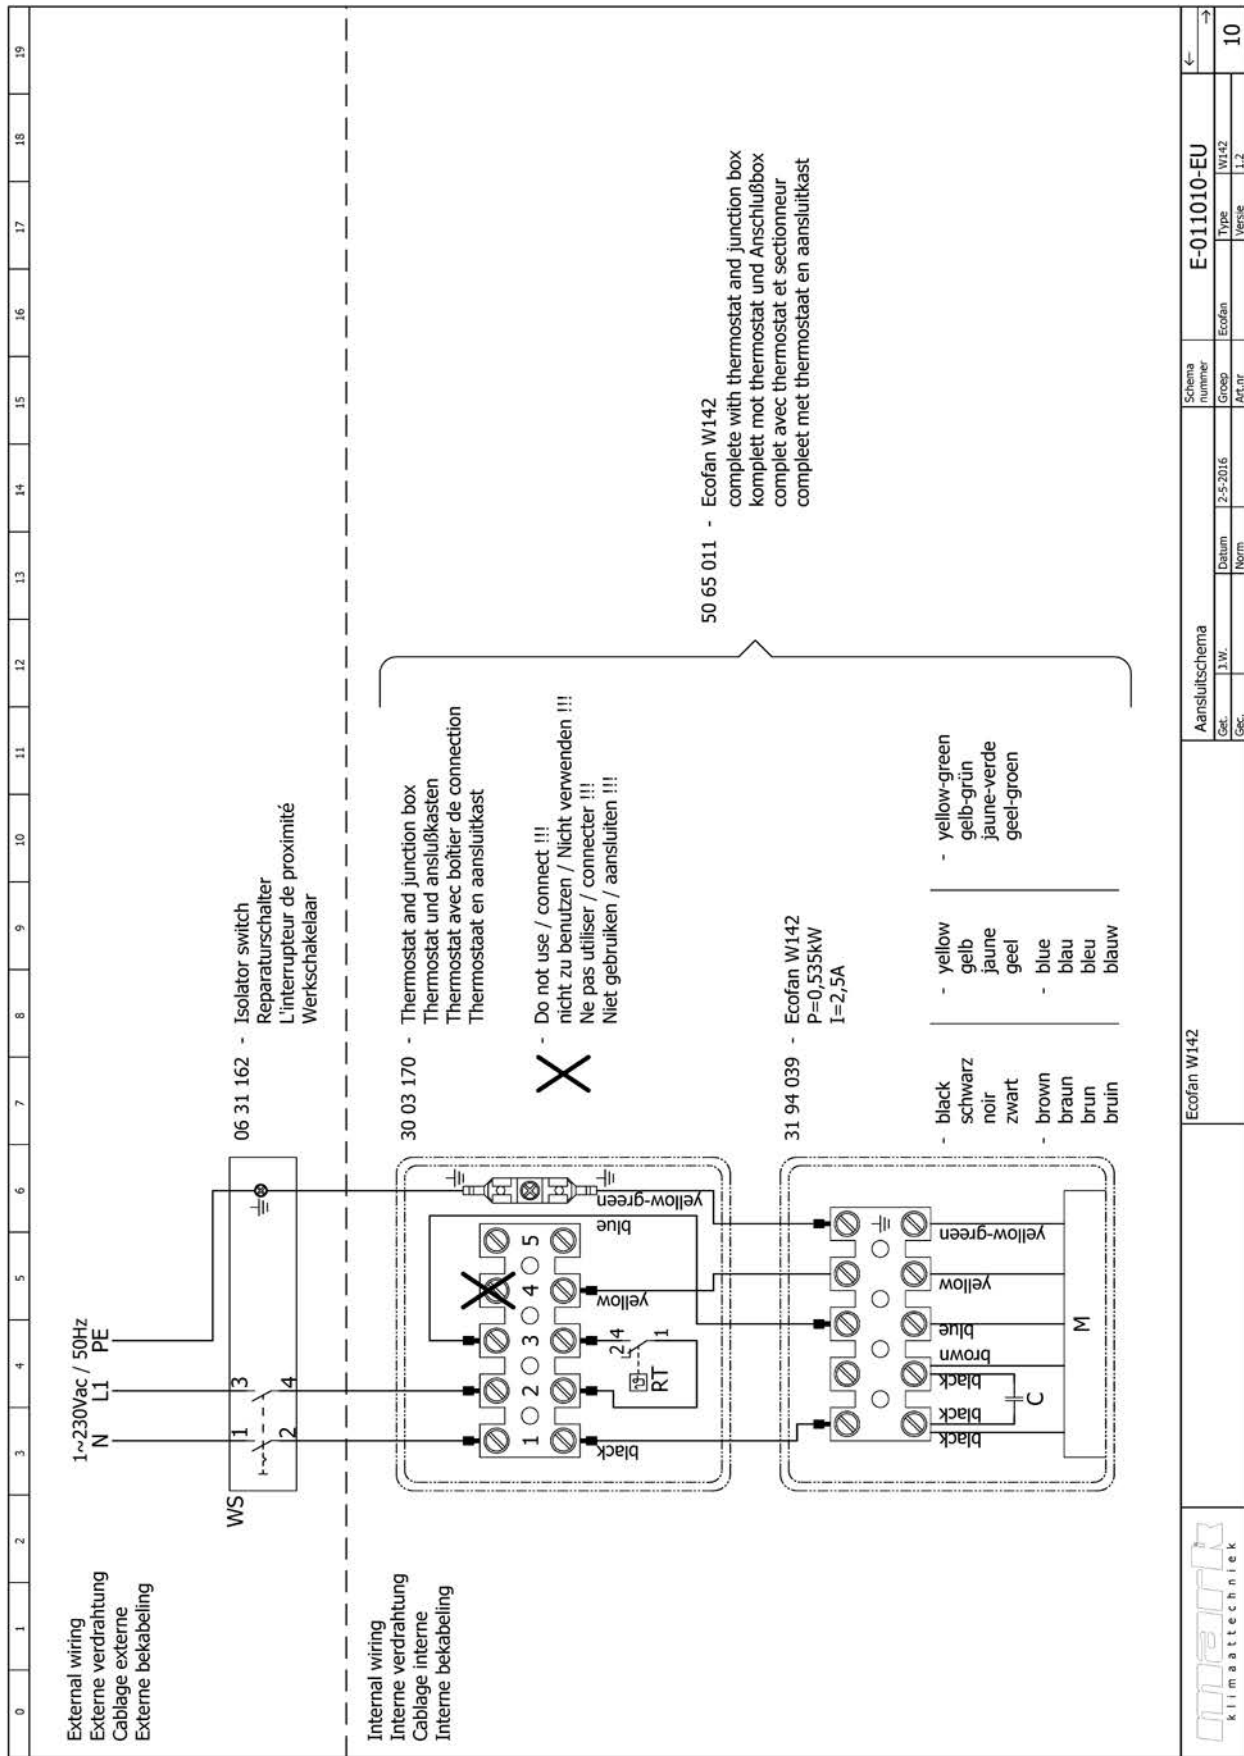 0 1 2 3 4 5 6 7 8 9 10 11 12 13 14 15 16 17 18 19
External wiring
Externe verdrahtung
Cablage externe
Externe bekabeling
1~230Vac / 50Hz
N L1 PE
WS
1 3
2 4
06 31 162 - Isolator switch
Reparaturschalter
L'interrupteur de proximité
Werkschakelaar
Internal wiring
Interne verdrahtung
Cablage interne
Interne bekabeling
1 2 3 4 5
black
yellow
blue
yellow-green
2 4
1
RT
30 03 170 - Thermostat and junction box
Thermostat und anslußkasten
Thermostat avec boîtier de connection
Thermostaat en aansluitkast
- Do not use / connect !!!
nicht zu benutzen / Nicht verwenden !!!
Ne pas utiliser / connecter !!!
Niet gebruiken / aansluiten !!!
50 65 011 - Ecofan W142
complete with thermostat and junction box
komplett mot thermostat und Anschlußbox
complet avec thermostat et sectionneur
compleet met thermostaat en aansluitkast
31 94 039 - Ecofan W142
P=0,535kW
I=2,5A
black
black
black
brown
blue
yellow
yellow-green
C
M
- black
schwarz
noir
zwart
- brown
braun
brun
bruin
- yellow
gelb
jaune
geel
- blue
blau
bleu
blauw
- yellow-green
gelb-grün
jaune-verde
geel-groen
mark
klimaattechniek
Ecofan W142
Aansluitschema
Schema nummer
E-011010-EU
← →
Get. J.W. Datum 2-5-2016 Groep Ecofan Type W142
Gec. Norm Art.nr Versie 1.2
10